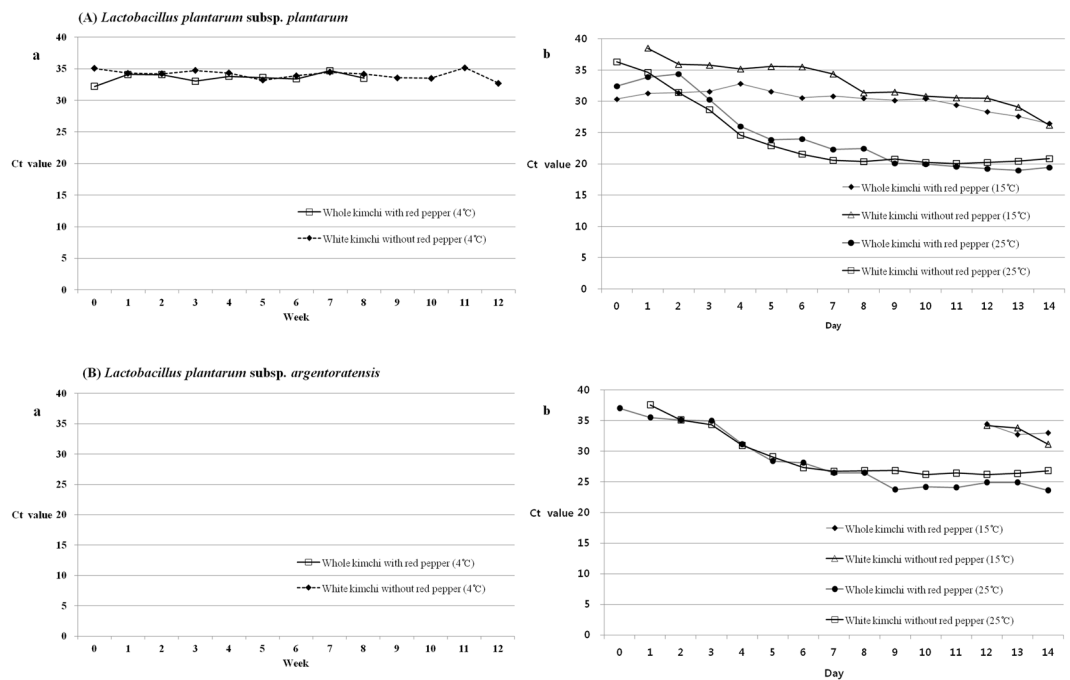 (A) Lactobacillus plantarum subsp. plantarum
a
40
35
30
25
Ct value
20
15
10
5
0
Whole kimchi with red pepper (4℃)
White kimchi without red pepper (4℃)
0 1 2 3 4 5 6 7 8 9 10 11 12
Week
b
40
35
30
25
Ct value
20
15
10
5
0
Whole kimchi with red pepper (15℃)
White kimchi without red pepper (15℃)
Whole kimchi with red pepper (25℃)
White kimchi without red pepper (25℃)
0 1 2 3 4 5 6 7 8 9 10 11 12 13 14
Day
(B) Lactobacillus plantarum subsp. argentoratensis
a
40
35
30
25
Ct value
20
15
10
5
0
Whole kimchi with red pepper (4℃)
White kimchi without red pepper (4℃)
0 1 2 3 4 5 6 7 8 9 10 11 12
Week
b
40
35
30
25
Ct value
20
15
10
5
0
Whole kimchi with red pepper (15℃)
White kimchi without red pepper (15℃)
Whole kimchi with red pepper (25℃)
White kimchi without red pepper (25℃)
0 1 2 3 4 5 6 7 8 9 10 11 12 13 14
Day